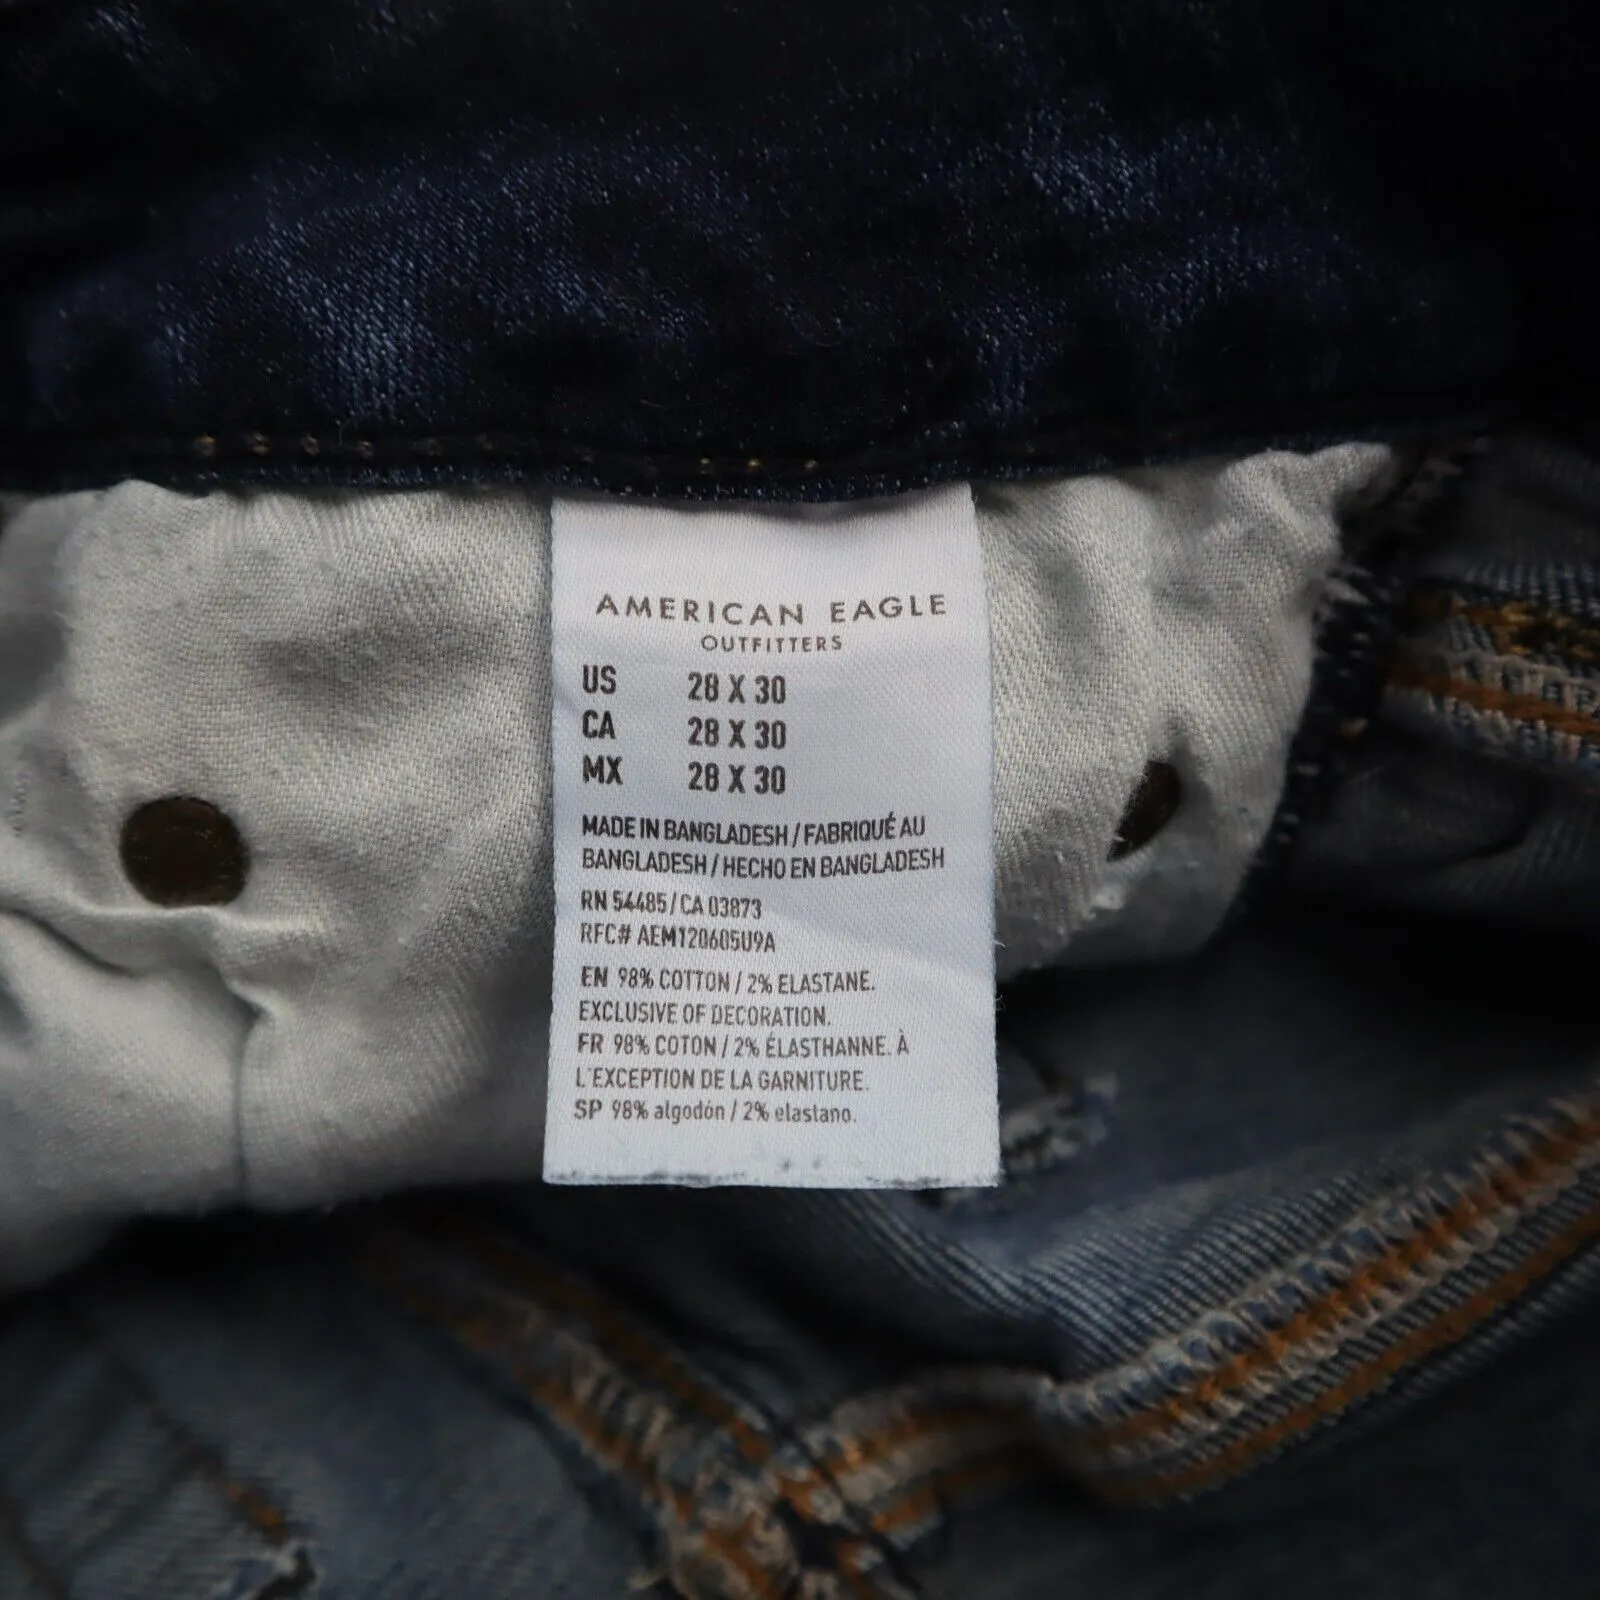 AMERICAN EAGLE
OUTFITTERS
US 28 X 30
CA 28 X 30
MX 28 X 30
MADE IN BANGLADESH / FABRIQUÉ AU
BANGLADESH / HECHO EN BANGLADESH
RN 54485 / CA 03873
RFC# AEM120605U9A
EN 98% COTTON / 2% ELASTANE.
EXCLUSIVE OF DECORATION.
FR 98% COTON / 2% ÉLASTHANNE. À
L'EXCEPTION DE LA GARNITURE.
SP 98% algodón / 2% elastano.